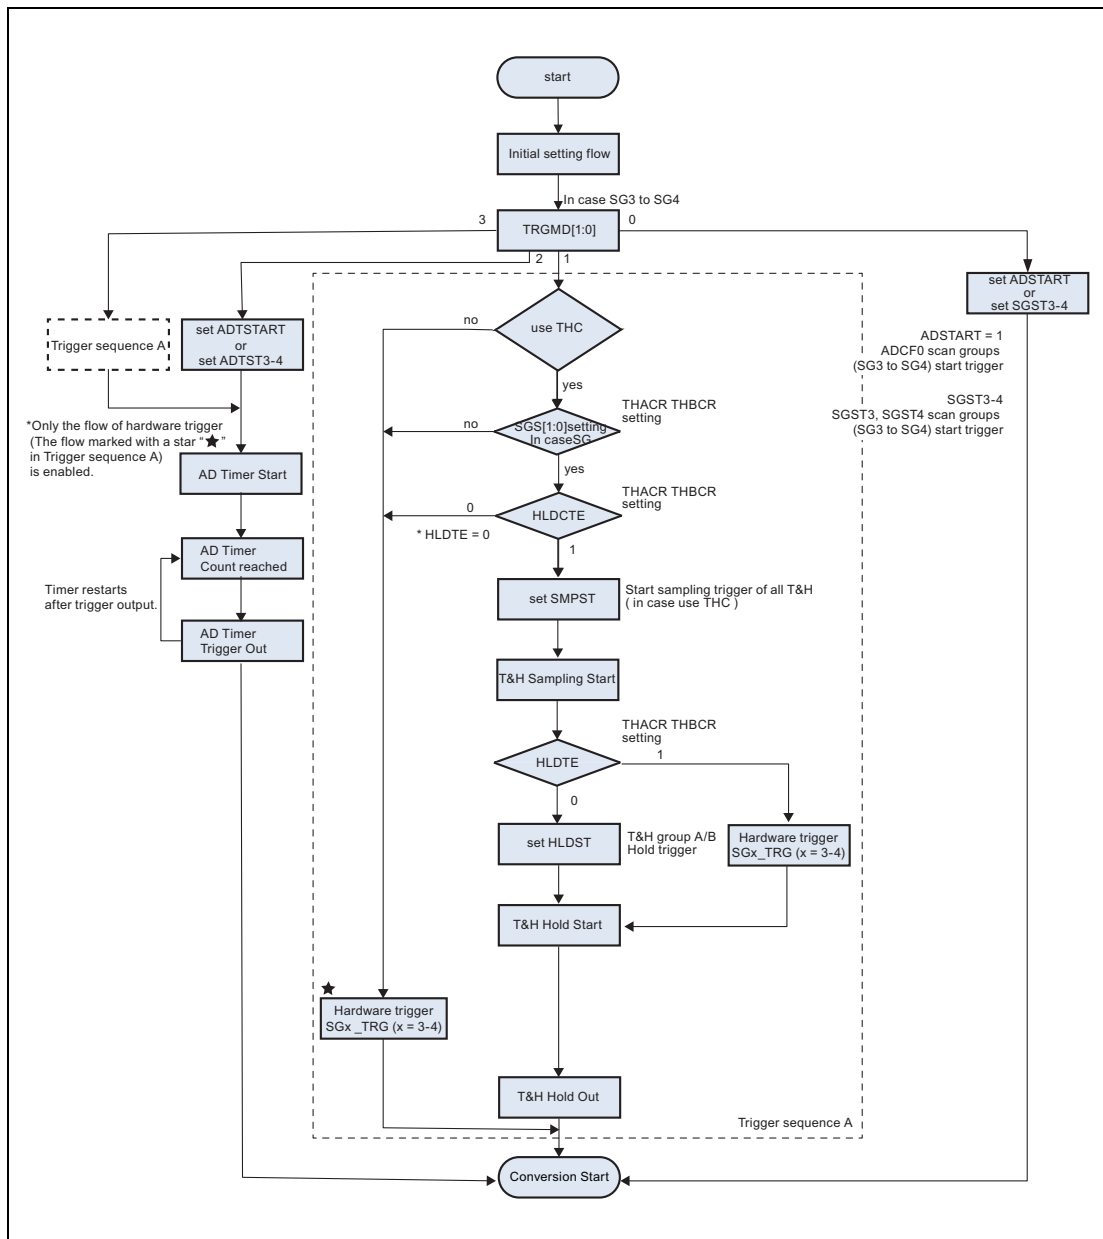 start
Initial setting flow
In case SG3 to SG4
3
TRGMD[1:0]
0
2
1
set ADSTART
or
set SGST3-4
ADSTART = 1
ADCF0 scan groups
(SG3 to SG4) start trigger
SGST3-4
SGST3, SGST4 scan groups
(SG3 to SG4) start trigger
Trigger sequence A
set ADTSTART
or
set ADTST3-4
*Only the flow of hardware trigger
(The flow marked with a star "★"
in Trigger sequence A)
is enabled.
AD Timer Start
AD Timer
Count reached
Timer restarts
after trigger output.
AD Timer
Trigger Out
no
use THC
yes
THACR THBCR
setting
no
SGS[1:0]setting
In caseSG
yes
THACR THBCR
setting
0
HLDCTE
* HLDTE = 0
1
set SMPST
Start sampling trigger of all T&H
( in case use THC )
T&H Sampling Start
THACR THBCR
setting
HLDTE
1
0
set HLDST
T&H group A/B
Hold trigger
Hardware trigger
SGx_TRG (x = 3-4)
T&H Hold Start
★
Hardware trigger
SGx _TRG (x = 3-4)
T&H Hold Out
Trigger sequence A
Conversion Start